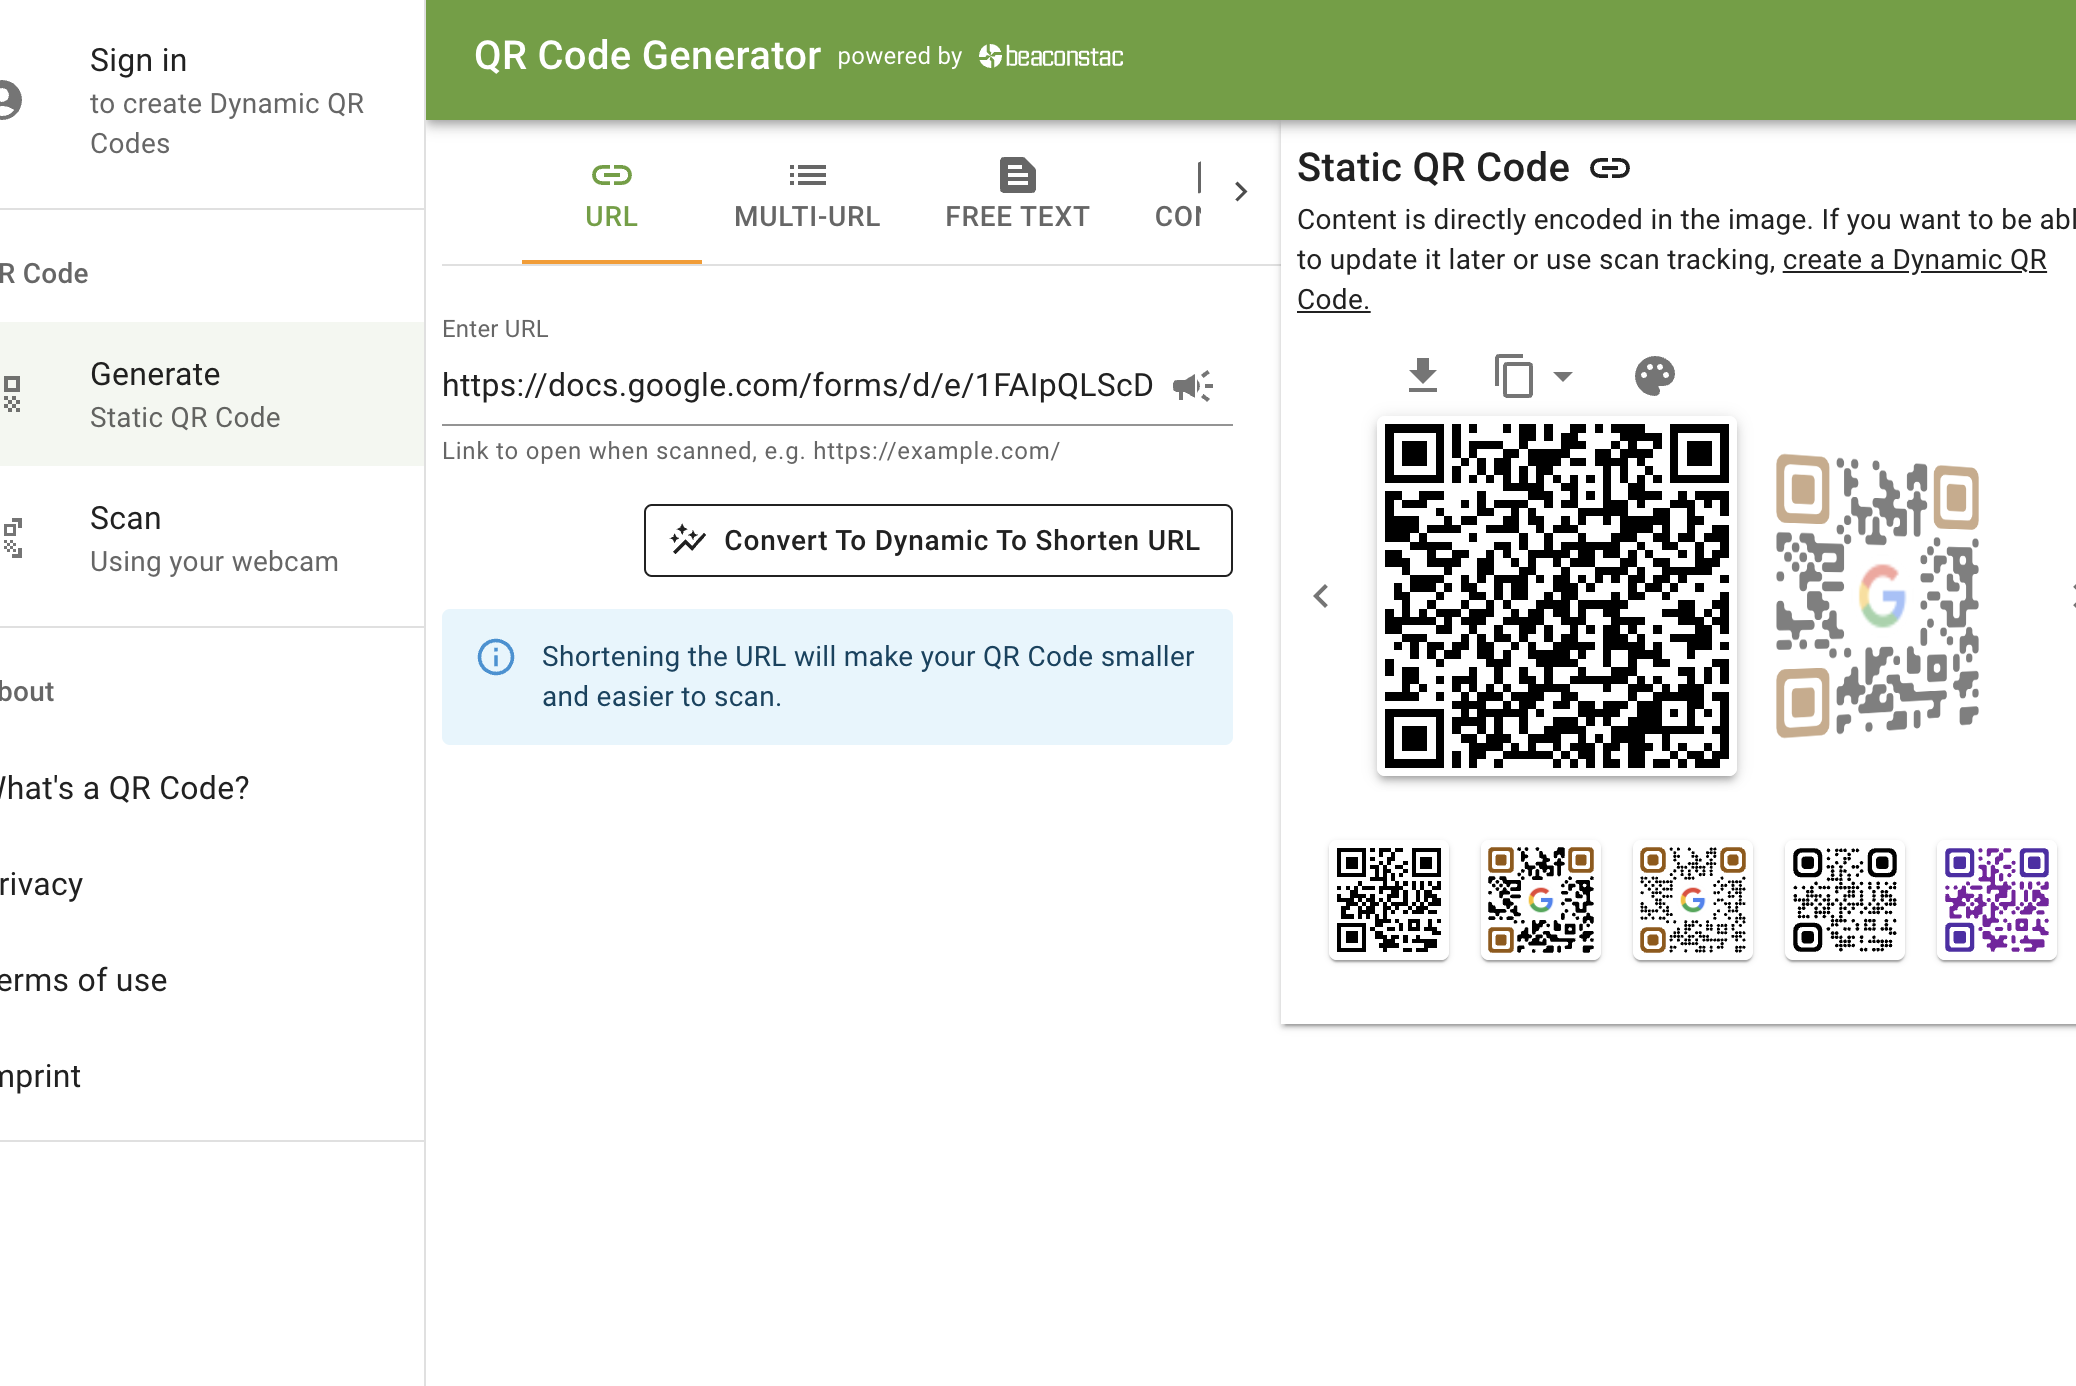 Sign in
to create Dynamic QR
Codes
R Code
Generate
Static QR Code
Scan
Using your webcam
bout
hat's a QR Code?
rivacy
erms of use
mprint
QR Code Generator powered by beaconstac
URL
MULTI-URL
FREE TEXT
CON
Enter URL
https://docs.google.com/forms/d/e/1FAIpQLScD
Link to open when scanned, e.g. https://example.com/
Convert To Dynamic To Shorten URL
Shortening the URL will make your QR Code smaller
and easier to scan.
Static QR Code
Content is directly encoded in the image. If you want to be abl
to update it later or use scan tracking, create a Dynamic QR
Code.